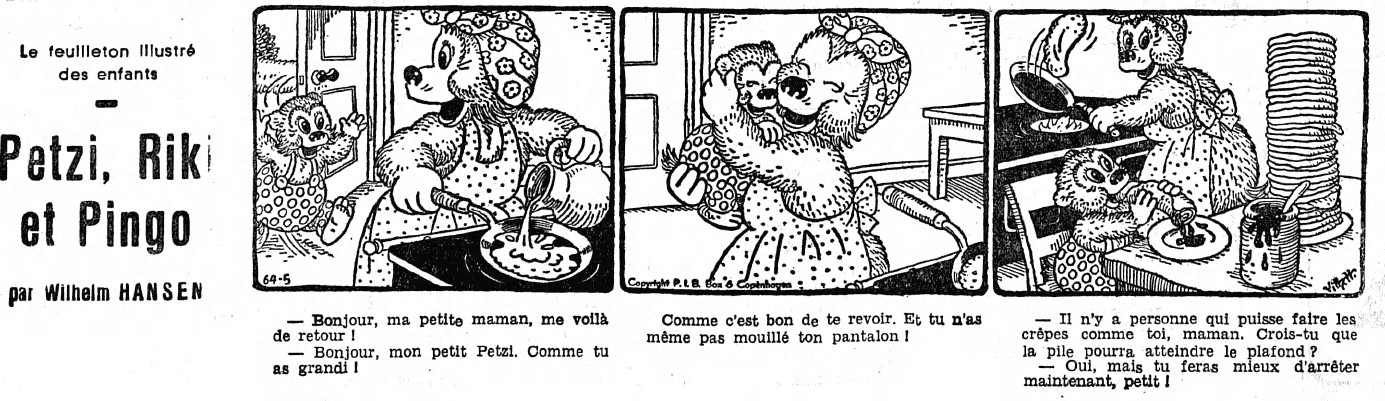 Le feuilleton illustré
des enfants
Petzi, Riki
et Pingo
par Wilhelm HANSEN
64-5
Copyright P. I. B. Box 6 Copenhagen
— Bonjour, ma petite maman, me voilà
de retour !
— Bonjour, mon petit Petzi. Comme tu
as grandi !
Comme c'est bon de te revoir. Et tu n'as
même pas mouillé ton pantalon !
— Il n'y a personne qui puisse faire les
crêpes comme toi, maman. Crois-tu que
la pile pourra atteindre le plafond ?
— Oui, mais tu feras mieux d'arrêter
maintenant, petit !